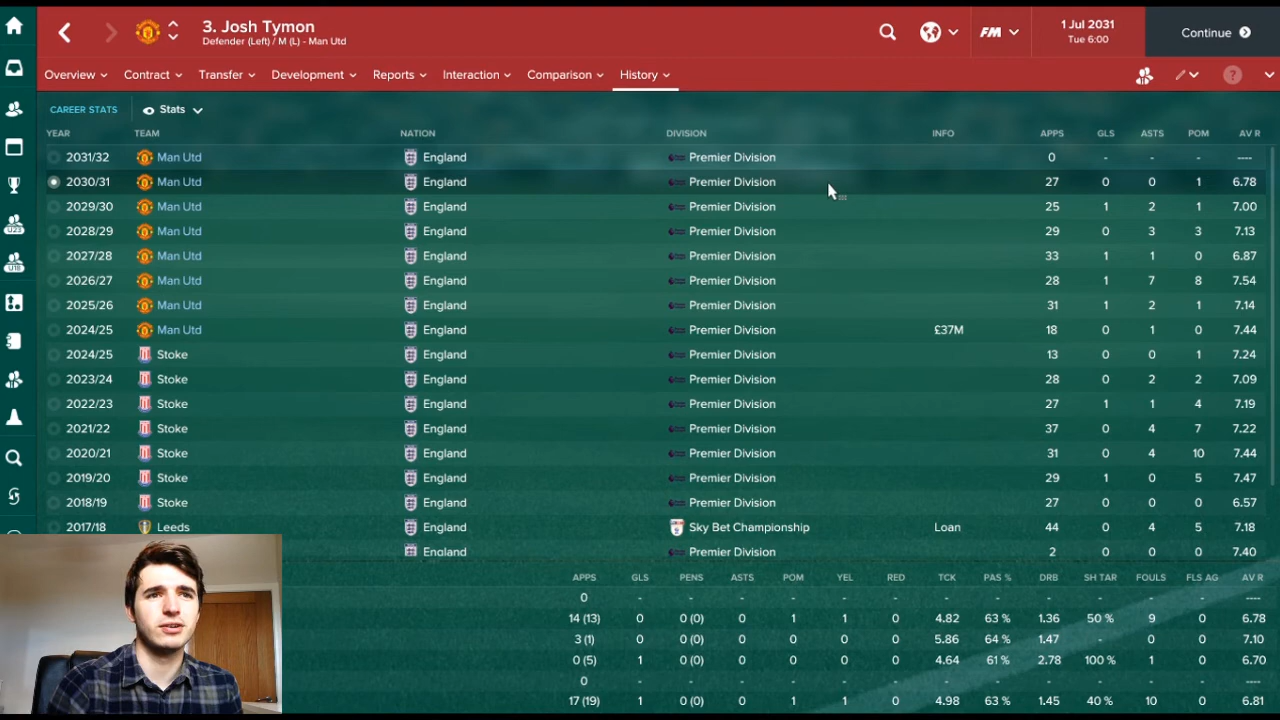 3. Josh Tymon
Defender (Left) / M (L) - Man Utd
FM
1 Jul 2031
Tue 6:00
Continue
Overview Contract Transfer Development Reports Interaction Comparison History
?
CAREER STATS Stats
YEAR TEAM NATION DIVISION INFO APPS GLS ASTS POM AV R
2031/32 Man Utd England Premier Division 0 - - - ----
2030/31 Man Utd England Premier Division 27 0 0 1 6.78
2029/30 Man Utd England Premier Division 25 1 2 1 7.00
2028/29 Man Utd England Premier Division 29 0 3 3 7.13
2027/28 Man Utd England Premier Division 33 1 1 0 6.87
2026/27 Man Utd England Premier Division 28 1 7 8 7.54
2025/26 Man Utd England Premier Division 31 1 2 1 7.14
2024/25 Man Utd England Premier Division £37M 18 0 1 0 7.44
2024/25 Stoke England Premier Division 13 0 0 1 7.24
2023/24 Stoke England Premier Division 28 0 2 2 7.09
2022/23 Stoke England Premier Division 27 1 1 4 7.19
2021/22 Stoke England Premier Division 37 0 4 7 7.22
2020/21 Stoke England Premier Division 31 0 4 10 7.44
2019/20 Stoke England Premier Division 29 1 0 5 7.47
2018/19 Stoke England Premier Division 27 0 0 0 6.57
2017/18 Leeds England Sky Bet Championship Loan 44 0 4 5 7.18
England Premier Division 2 0 0 0 7.40
APPS GLS PENS ASTS POM YEL RED TCK PAS % DRB SH TAR FOULS FLS AG AV R
0 - - - - - - - - - - - - ----
14 (13) 0 0 (0) 0 1 1 0 4.82 63 % 1.36 50 % 9 0 6.78
3 (1) 0 0 (0) 0 0 0 0 5.86 64 % 1.47 - 0 0 7.10
0 (5) 1 0 (0) 0 0 0 0 4.64 61 % 2.78 100 % 1 0 6.70
0 - - - - - - - - - - - - ----
17 (19) 1 0 (0) 0 1 1 0 4.98 63 % 1.45 40 % 10 0 6.81
U23
U18